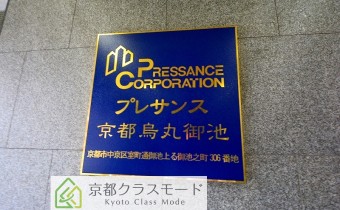 PRESSANCE
CORPORATION
プレサンス
京都烏丸御池
京都市中京区室町通御池上る御池之町306番地
京都クラスモード
Kyoto Class Mode